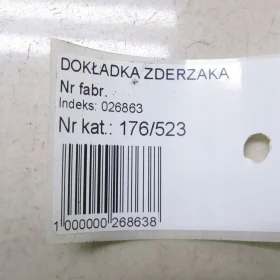 DOKŁADKA ZDERZAKA
Nr fabr.
Indeks: 026863
Nr kat.: 176/523
1 000000 268638